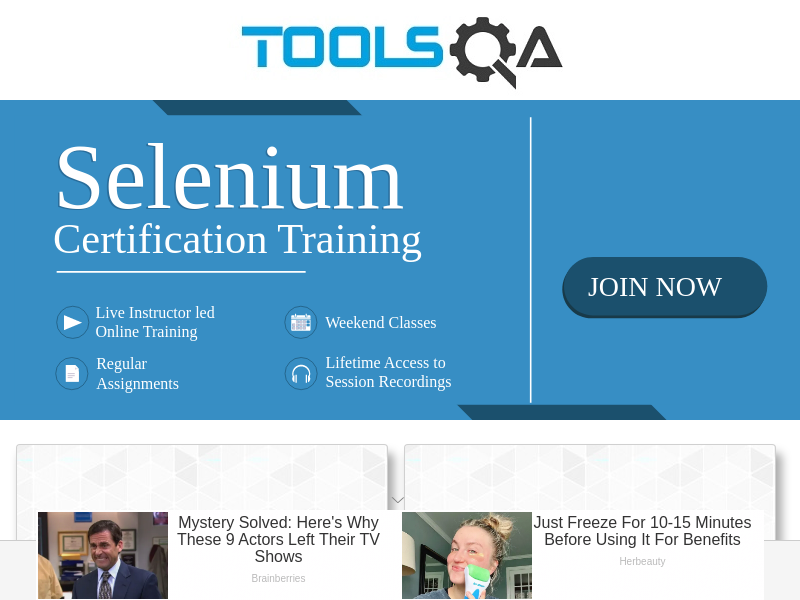 TOOLSQA
Selenium
Certification Training
JOIN NOW
Live Instructor led
Online Training
Weekend Classes
Regular
Assignments
Lifetime Access to
Session Recordings
Mystery Solved: Here's Why
These 9 Actors Left Their TV
Shows
Brainberries
Just Freeze For 10-15 Minutes
Before Using It For Benefits
Herbeauty